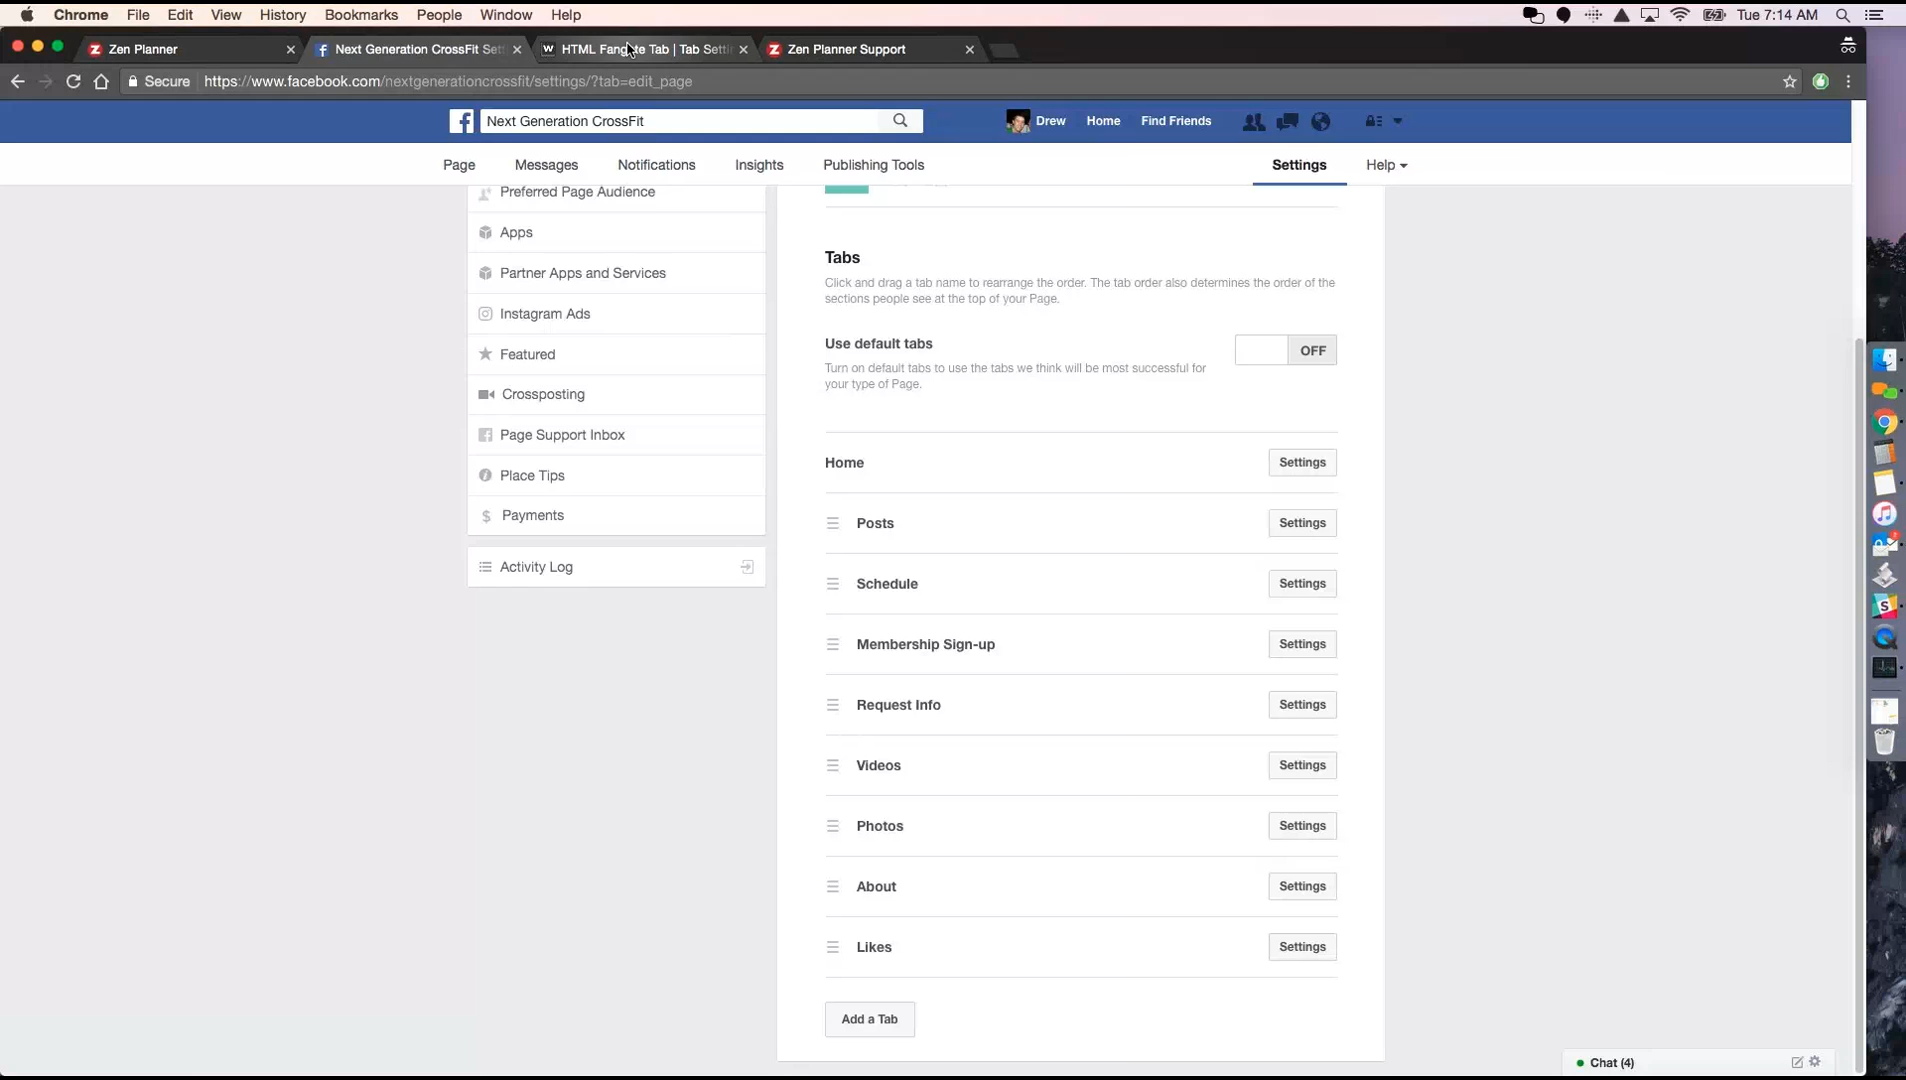 Chrome File Edit View History Bookmarks People Window Help
Tue 7:14 AM
Zen Planner
Next Generation CrossFit Set
HTML Fangate Tab | Tab Setti
Zen Planner Support
Secure https://www.facebook.com/nextgenerationcrossfit/settings/?tab=edit_page
Next Generation CrossFit
Drew Home Find Friends
Page Messages Notifications Insights Publishing Tools Settings Help
Preferred Page Audience
Apps
Partner Apps and Services
Instagram Ads
Featured
Crossposting
Page Support Inbox
Place Tips
Payments
Activity Log
Tabs
Click and drag a tab name to rearrange the order. The tab order also determines the order of the
sections people see at the top of your Page.
Use default tabs
OFF
Turn on default tabs to use the tabs we think will be most successful for
your type of Page.
Home Settings
Posts Settings
Schedule Settings
Membership Sign-up Settings
Request Info Settings
Videos Settings
Photos Settings
About Settings
Likes Settings
Add a Tab
Chat (4)